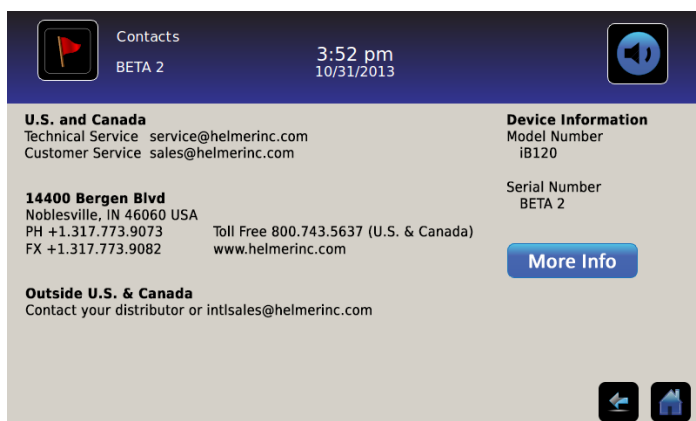 Contacts
BETA 2
3:52 pm
10/31/2013
U.S. and Canada
Technical Service service@helmerinc.com
Customer Service sales@helmerinc.com
14400 Bergen Blvd
Noblesville, IN 46060 USA
PH +1.317.773.9073 Toll Free 800.743.5637 (U.S. & Canada)
FX +1.317.773.9082 www.helmerinc.com
Outside U.S. & Canada
Contact your distributor or intlsales@helmerinc.com
Device Information
Model Number
iB120
Serial Number
BETA 2
More Info